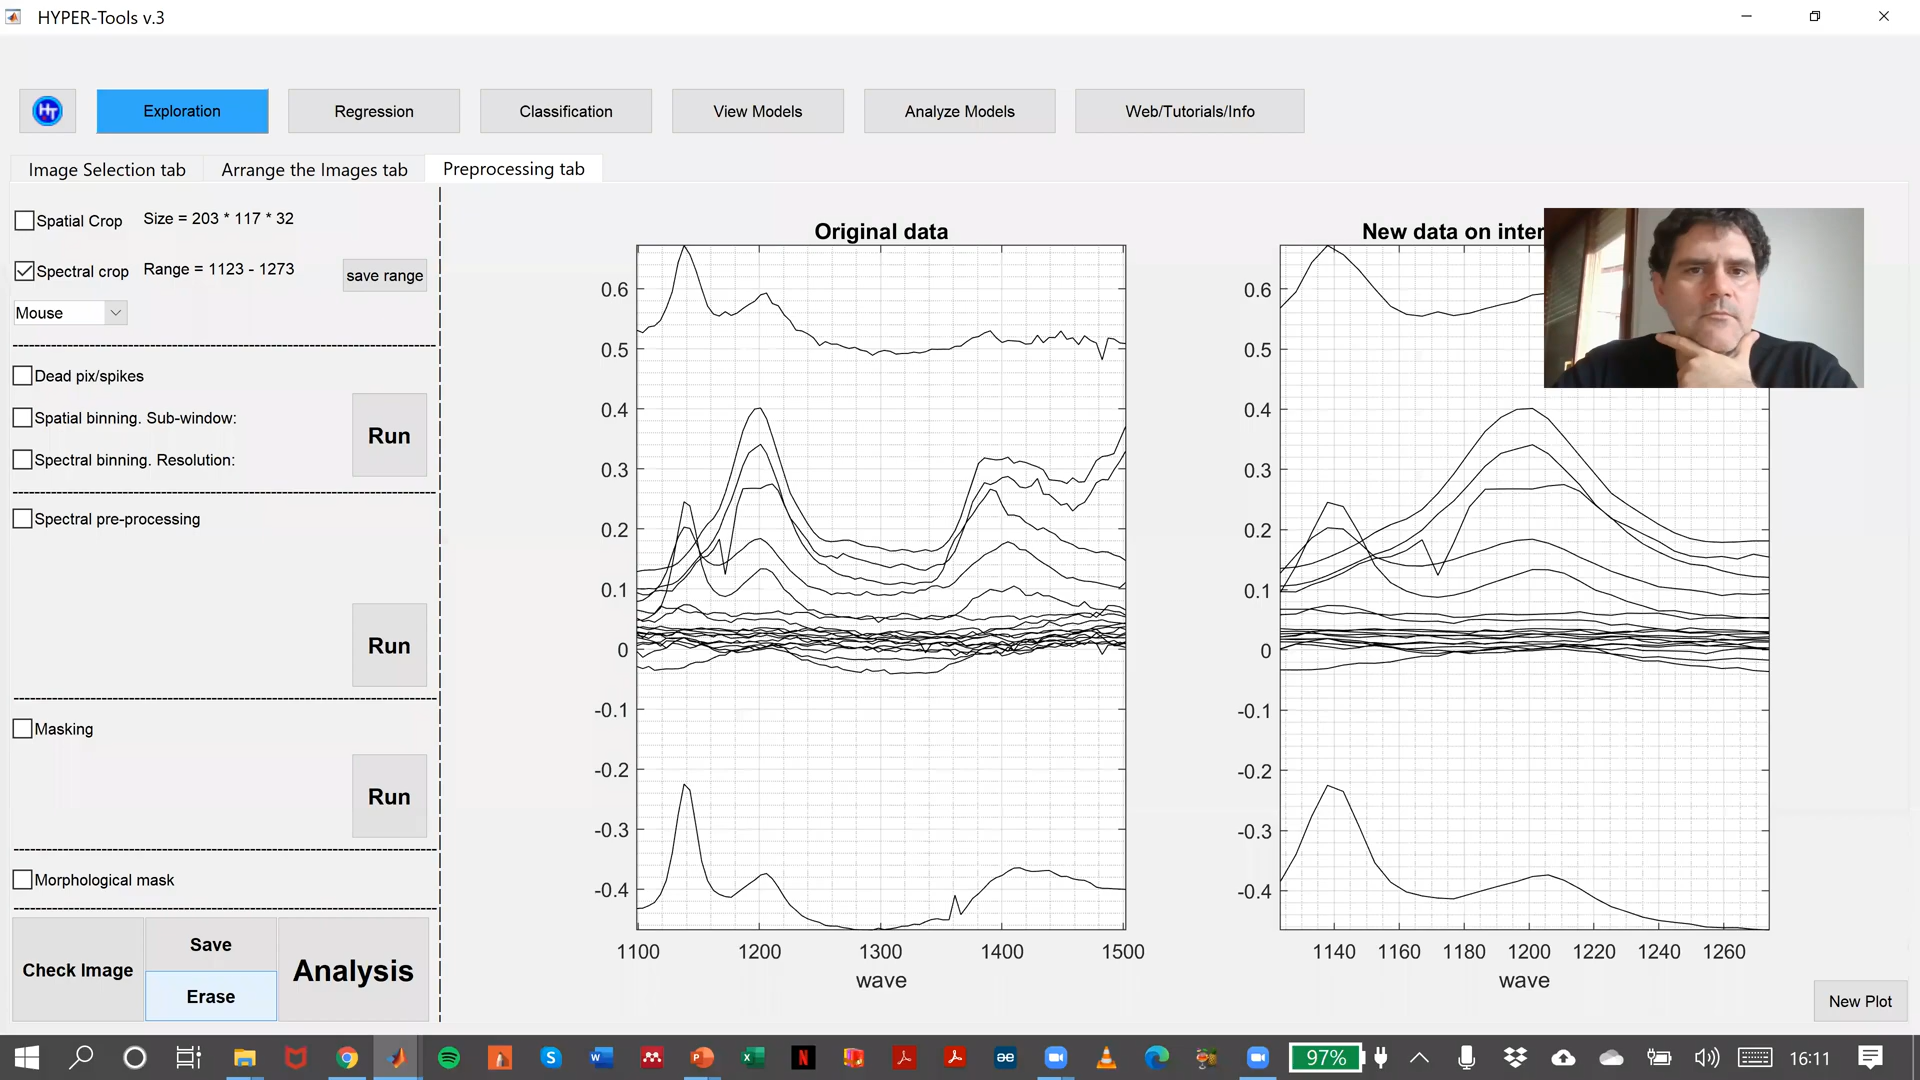 HYPER-Tools v.3
HT
Exploration
Regression
Classification
View Models
Analyze Models
Web/Tutorials/Info
Image Selection tab
Arrange the Images tab
Preprocessing tab
Spatial Crop
Size = 203 * 117 * 32
Spectral crop
Range = 1123 - 1273
save range
Mouse
Dead pix/spikes
Spatial binning. Sub-window:
Spectral binning. Resolution:
Run
Spectral pre-processing
Run
Masking
Run
Morphological mask
Check Image
Save
Erase
Analysis
Original data
0.6
0.5
0.4
0.3
0.2
0.1
0
-0.1
-0.2
-0.3
-0.4
1100 1200 1300 1400 1500
wave
New data on inter
0.6
0.5
0.4
0.3
0.2
0.1
0
-0.1
-0.2
-0.3
-0.4
1140 1160 1180 1200 1220 1240 1260
wave
New Plot
97%
16:11